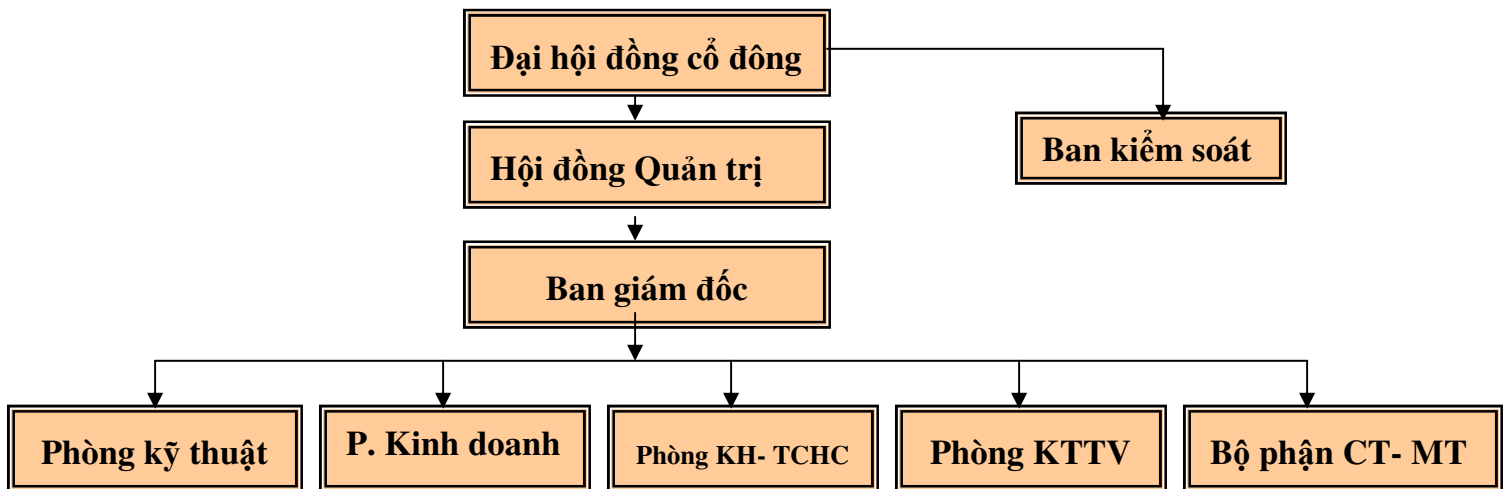 Đại hội đồng cổ đông
Ban kiểm soát
Hội đồng Quản trị
Ban giám đốc
Phòng kỹ thuật
P. Kinh doanh
Phòng KH- TCHC
Phòng KTTV
Bộ phận CT- MT